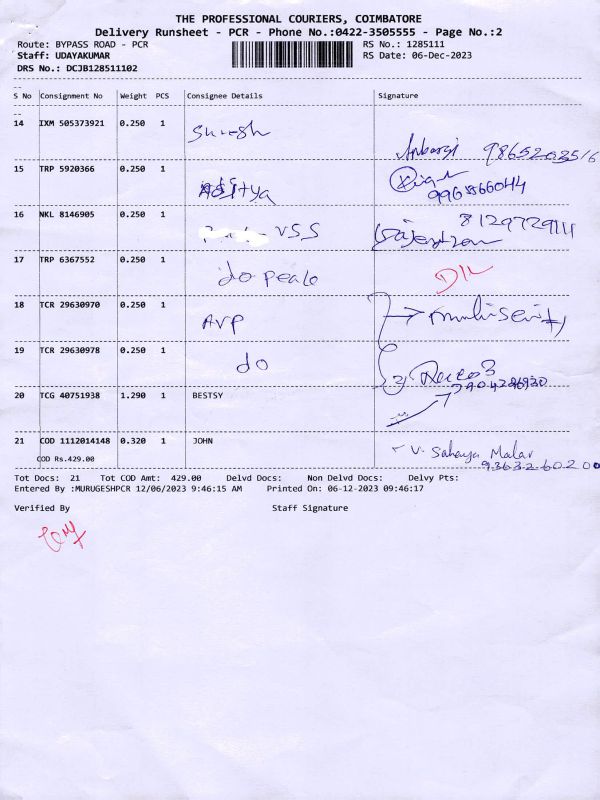 THE PROFESSIONAL COURIERS, COIMBATORE
Delivery Runsheet - PCR - Phone No.:0422-3505555 - Page No.:2
Route: BYPASS ROAD - PCR RS No.: 1285111
Staff: UDAYAKUMAR RS Date: 06-Dec-2023
DRS No.: DCJB128511102
S No Consignment No Weight PCS Consignee Details Signature
14 IXM 505373921 0.250 1 Suresh
15 TRP 5920366 0.250 1 Aditya
9965566044
16 NKL 8146905 0.250 1 VSS 8129729111
17 TRP 6367552 0.250 1 do
18 TCR 29630970 0.250 1 AVP
19 TCR 29630978 0.250 1 do
20 TCG 40751938 1.290 1 BESTSY
21 COD 1112014148 0.320 1 JOHN V. Sahaya Malar
COD Rs.429.00 9363260200
Tot Docs: 21 Tot COD Amt: 429.00 Delvd Docs: Non Delvd Docs: Delvy Pts:
Entered By :MURUGESHPCR 12/06/2023 9:46:15 AM Printed On: 06-12-2023 09:46:17
Verified By Staff Signature